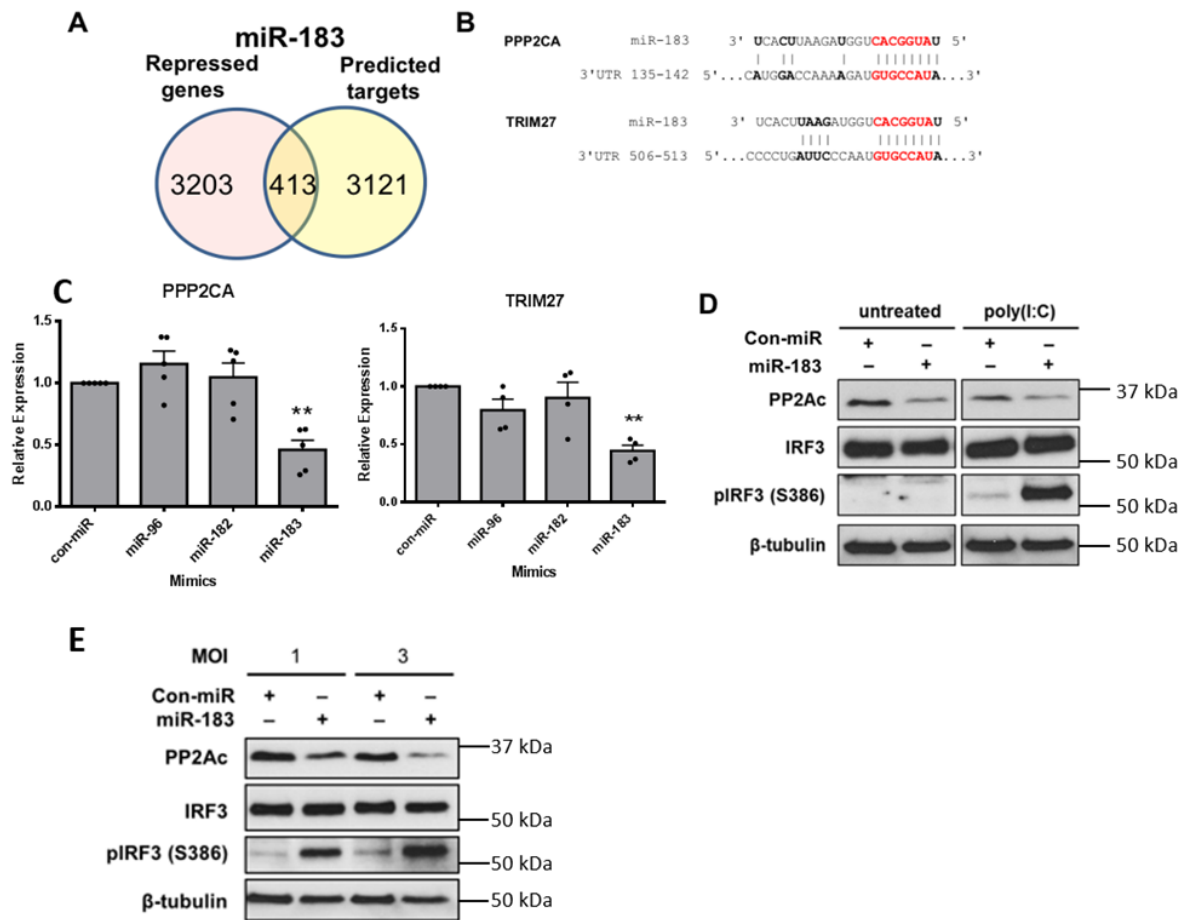 A
miR-183
Repressed genes
Predicted targets
3203
413
3121
B
PPP2CA miR-183 3' UCACUUAAGAUGGUCACGGUAU 5'
3'UTR 135-142 5'...CAUGGACCAAAAGAUGUGCCAUA...3'
TRIM27 miR-183 3' UCACUUAAGAUGGUCACGGUAU 5'
3'UTR 506-513 5'...CCCCUGAUUCCCAAUGUGCCAUA...3'
C
PPP2CA
Relative Expression
1.5
1.0
0.5
0.0
**
con-miR
miR-96
miR-182
miR-183
Mimics
TRIM27
Relative Expression
1.5
1.0
0.5
0.0
**
con-miR
miR-96
miR-182
miR-183
Mimics
D
untreated poly(I:C)
Con-miR + – + –
miR-183 – + – +
PP2Ac 37 kDa
IRF3 50 kDa
pIRF3 (S386) 50 kDa
β-tubulin 50 kDa
E
MOI 1 3
Con-miR + – + –
miR-183 – + – +
PP2Ac 37 kDa
IRF3 50 kDa
pIRF3 (S386) 50 kDa
β-tubulin 50 kDa